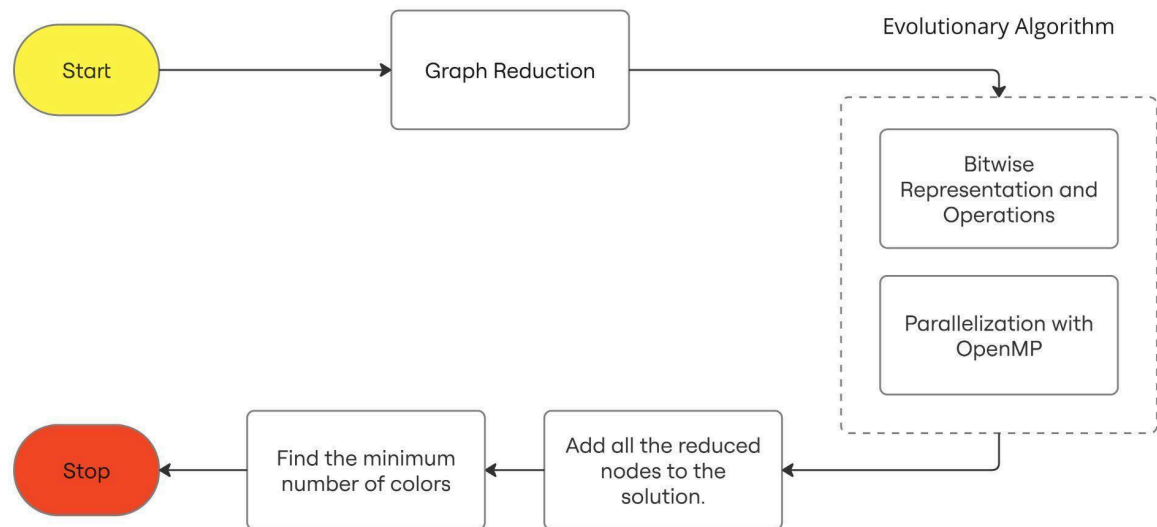 Evolutionary Algorithm
Start
Graph Reduction
Bitwise
Representation and
Operations
Parallelization with
OpenMP
Add all the reduced
nodes to the
solution.
Find the minimum
number of colors
Stop